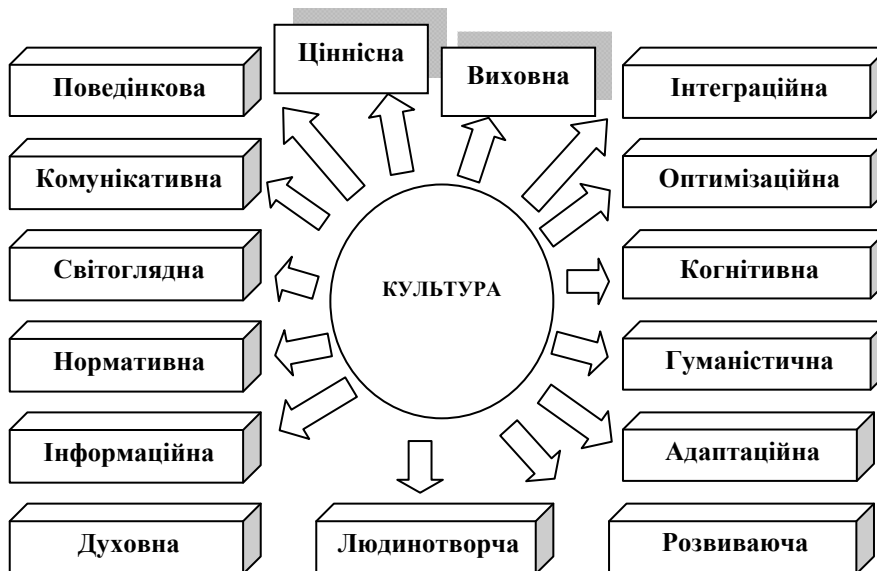 Ціннісна
Виховна
Поведінкова
Інтеграційна
Комунікативна
Оптимізаційна
Світоглядна
КУЛЬТУРА
Когнітивна
Нормативна
Гуманістична
Інформаційна
Адаптаційна
Духовна
Людинотворча
Розвиваюча